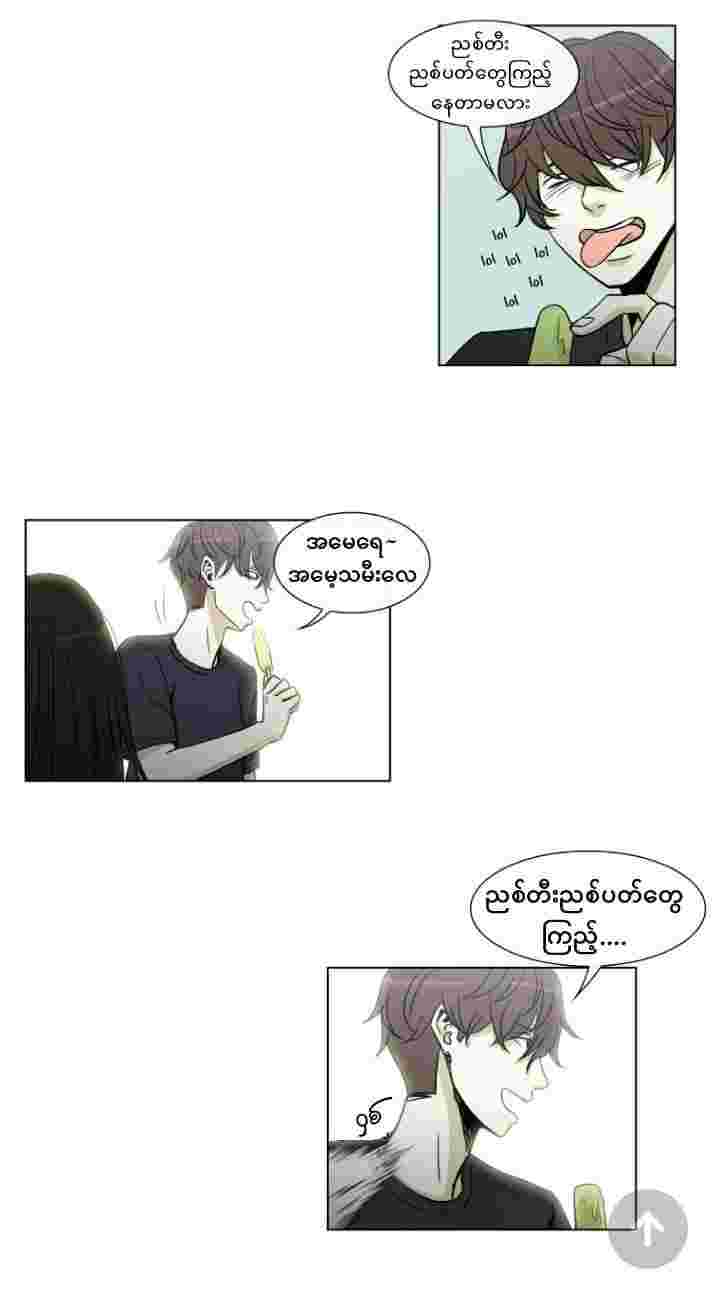 ညစ်တီး
ညစ်ပတ်တွေကြည့်
နေတာမလား
lol
lol lol lol
lol
lol
အမေရေ~
အမေ့သမီးလေ
ညစ်တီးညစ်ပတ်တွေ
ကြည့်....
ဝှစ်